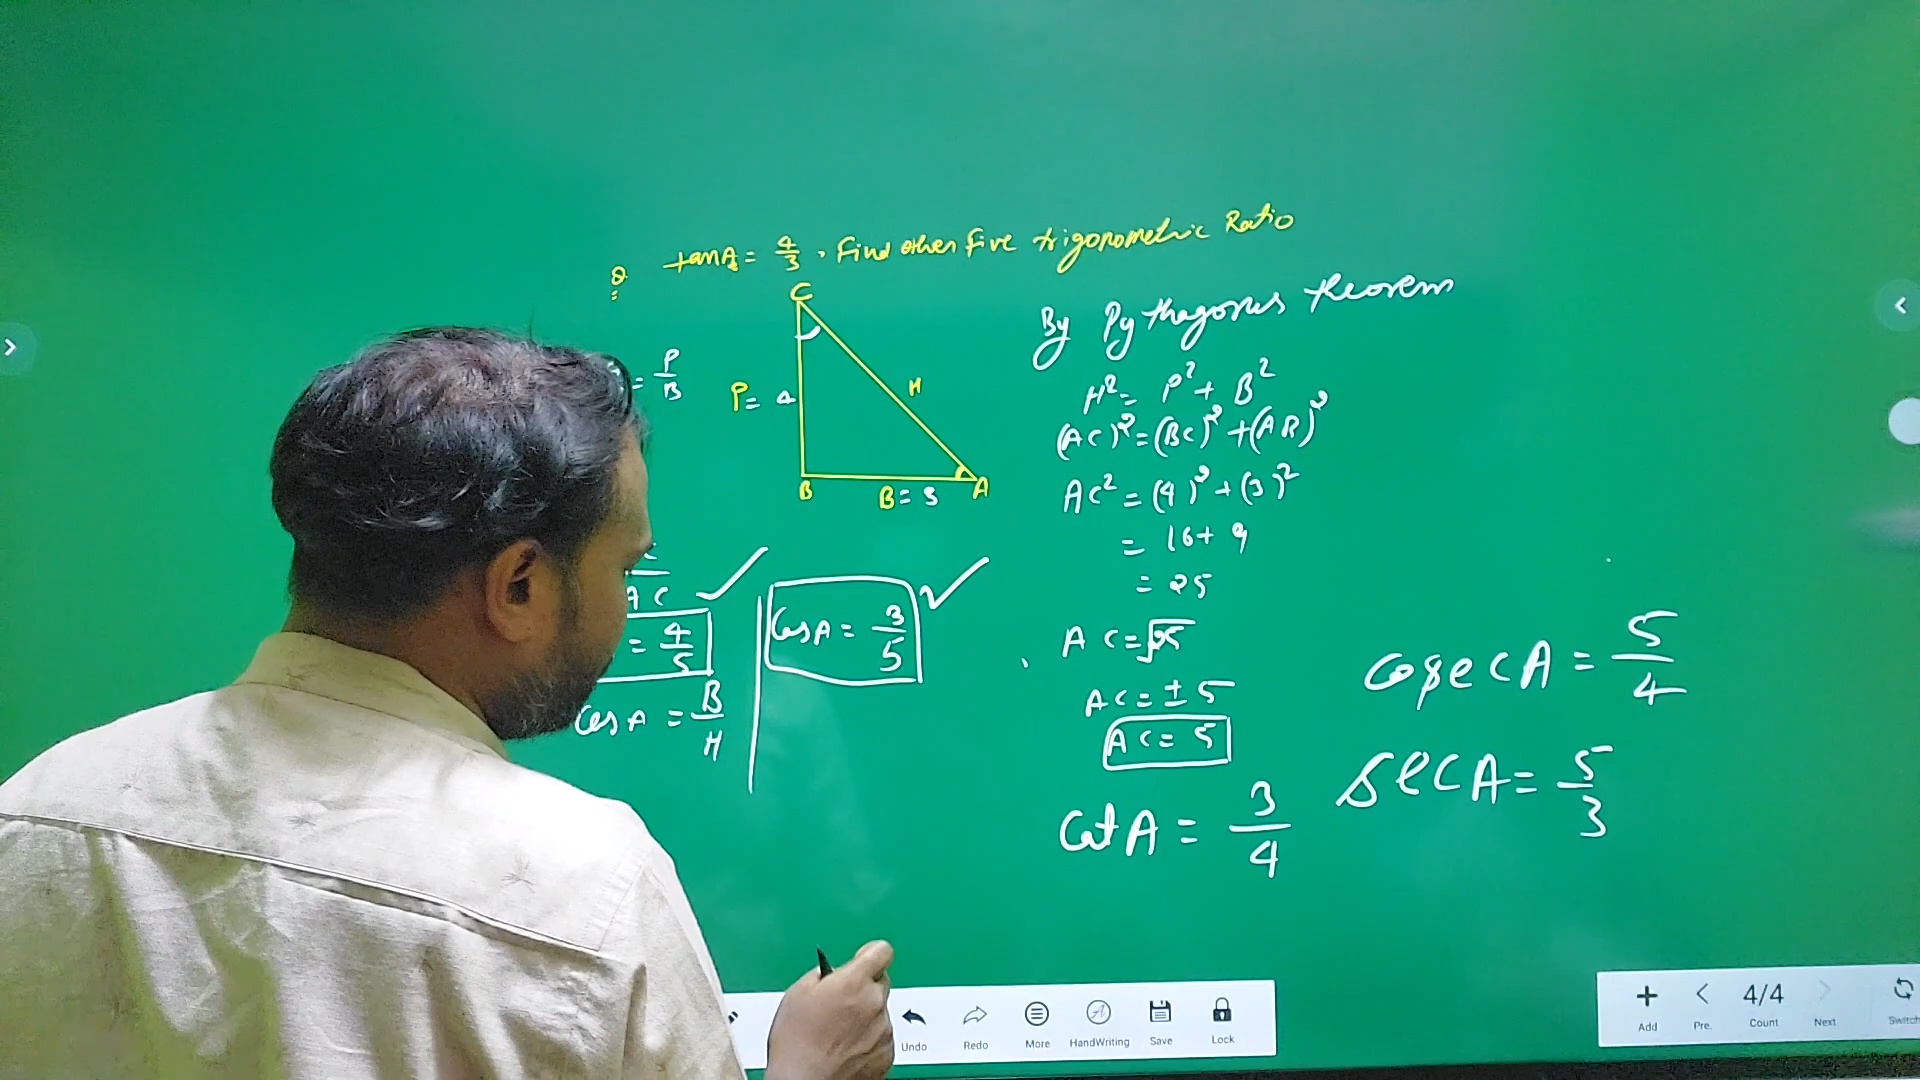 Q tanA = 4/3 . Find other five trigonometric Ratio
C
= P/B
P = 4
H
B
B = 3
A
By Pythagorus theorem
H² = P² + B²
(AC)² = (BC)² + (AB)²
AC² = (4)² + (3)²
= 16 + 9
= 25
AC = √25
AC = ± 5
AC = 5
AC
= 4/5
CosA = B/H
CosA = 3/5
CotA = 3/4
CosecA = 5/4
SecA = 5/3
Undo
Redo
More
HandWriting
Save
Lock
Add
Pre.
4/4
Count
Next
Switch